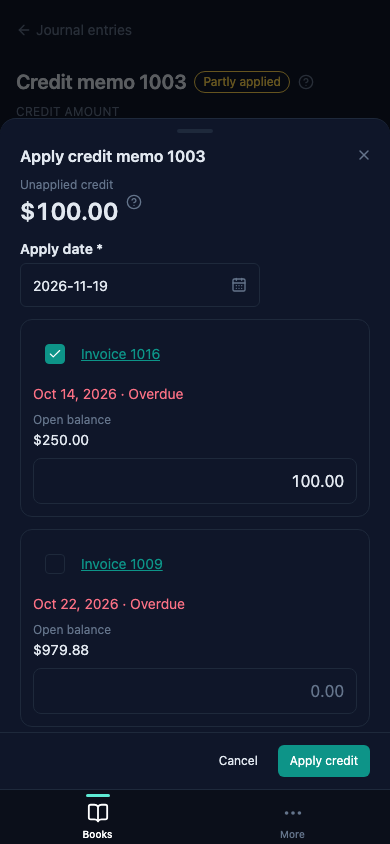 Journal entries
Credit memo 1003 Partly applied
CREDIT AMOUNT
Apply credit memo 1003
Unapplied credit
$100.00
Apply date *
2026-11-19
Invoice 1016
Oct 14, 2026 · Overdue
Open balance
$250.00
100.00
Invoice 1009
Oct 22, 2026 · Overdue
Open balance
$979.88
0.00
Cancel Apply credit
Books More